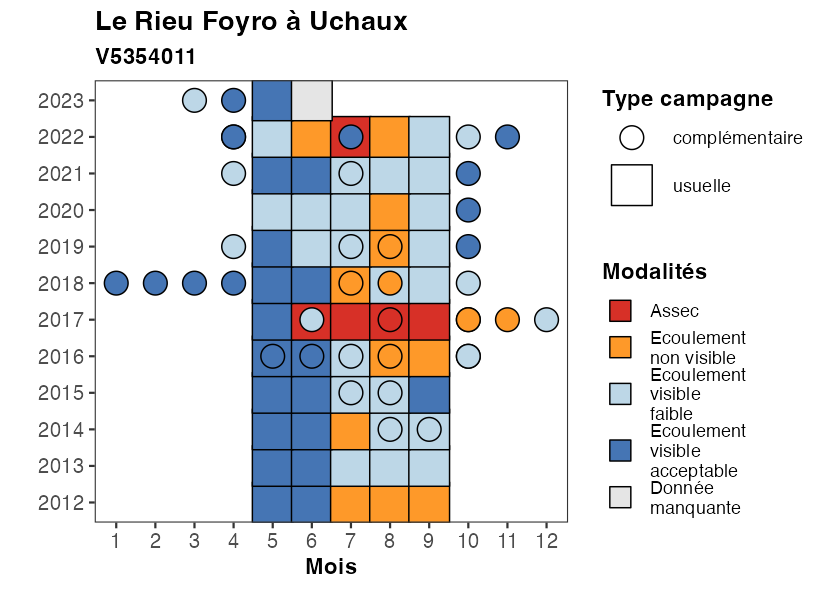 Le Rieu Foyro à Uchaux
V5354011
2023
2022
2021
2020
2019
2018
2017
2016
2015
2014
2013
2012
1 2 3 4 5 6 7 8 9 10 11 12
Mois
Type campagne
complémentaire
usuelle
Modalités
Assec
Ecoulement
non visible
Ecoulement
visible
faible
Ecoulement
visible
acceptable
Donnée
manquante